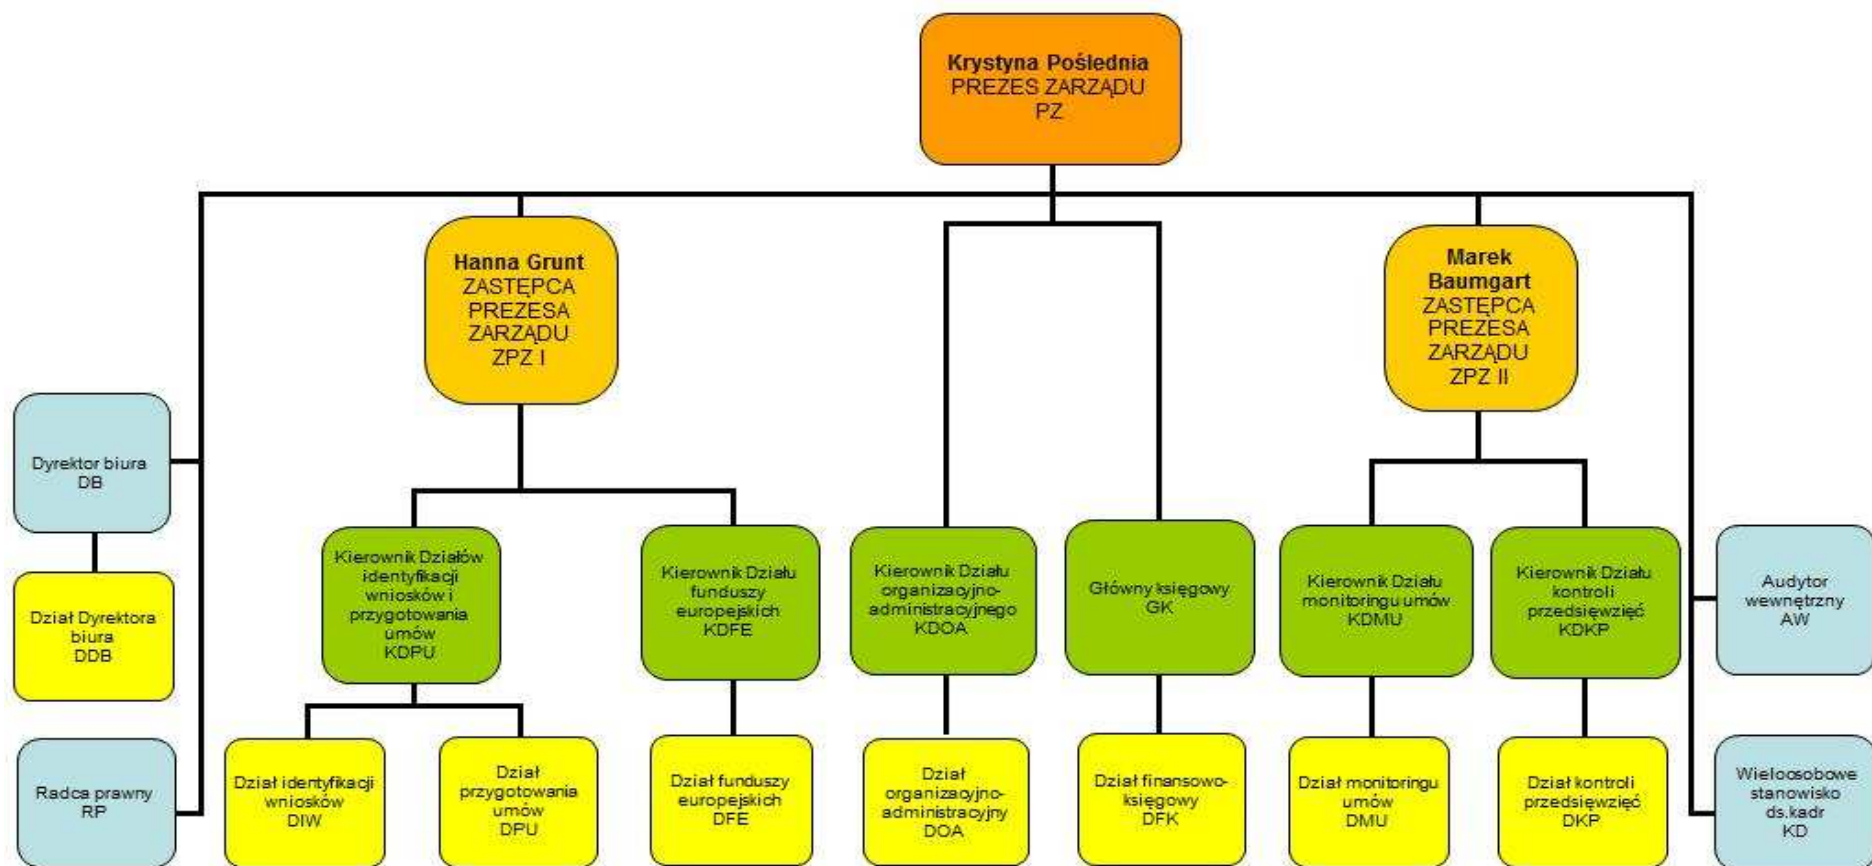 Krystyna Poślednia
PREZES ZARZĄDU
PZ
Hanna Grunt
ZASTĘPCA
PREZESA
ZARZĄDU
ZPZ I
Marek
Baumgart
ZASTĘPCA
PREZESA
ZARZĄDU
ZPZ II
Dyrektor biura
DB
Dział Dyrektora
biura
DDB
Radca prawny
RP
Kierownik Działów
identyfikacji
wniosków i
przygotowania
umów
KDPU
Kierownik Działu
funduszy
europejskich
KDFE
Kierownik Działu
organizacyjno-
administracyjnego
KDOA
Główny księgowy
GK
Kierownik Działu
monitoringu umów
KDMU
Kierownik Działu
kontroli
przedsięwzięć
KDKP
Audytor
wewnętrzny
AW
Dział identyfikacji
wniosków
DIW
Dział
przygotowania
umów
DPU
Dział funduszy
europejskich
DFE
Dział
organizacyjno-
administracyjny
DOA
Dział finansowo-
księgowy
DFK
Dział monitoringu
umów
DMU
Dział kontroli
przedsięwzięć
DKP
Wieloosobowe
stanowisko
ds.kadr
KD